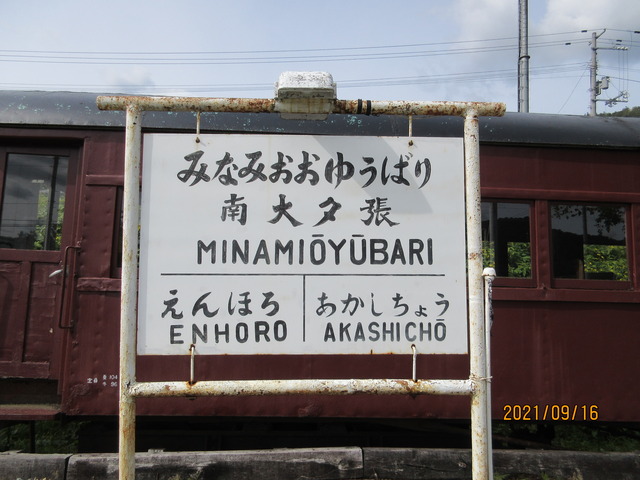 みなみおおゆうばり
南大夕張
MINAMIŌYŪBARI
えんほろ
ENHORO
あかしちょう
AKASHICHŌ
2021/09/16